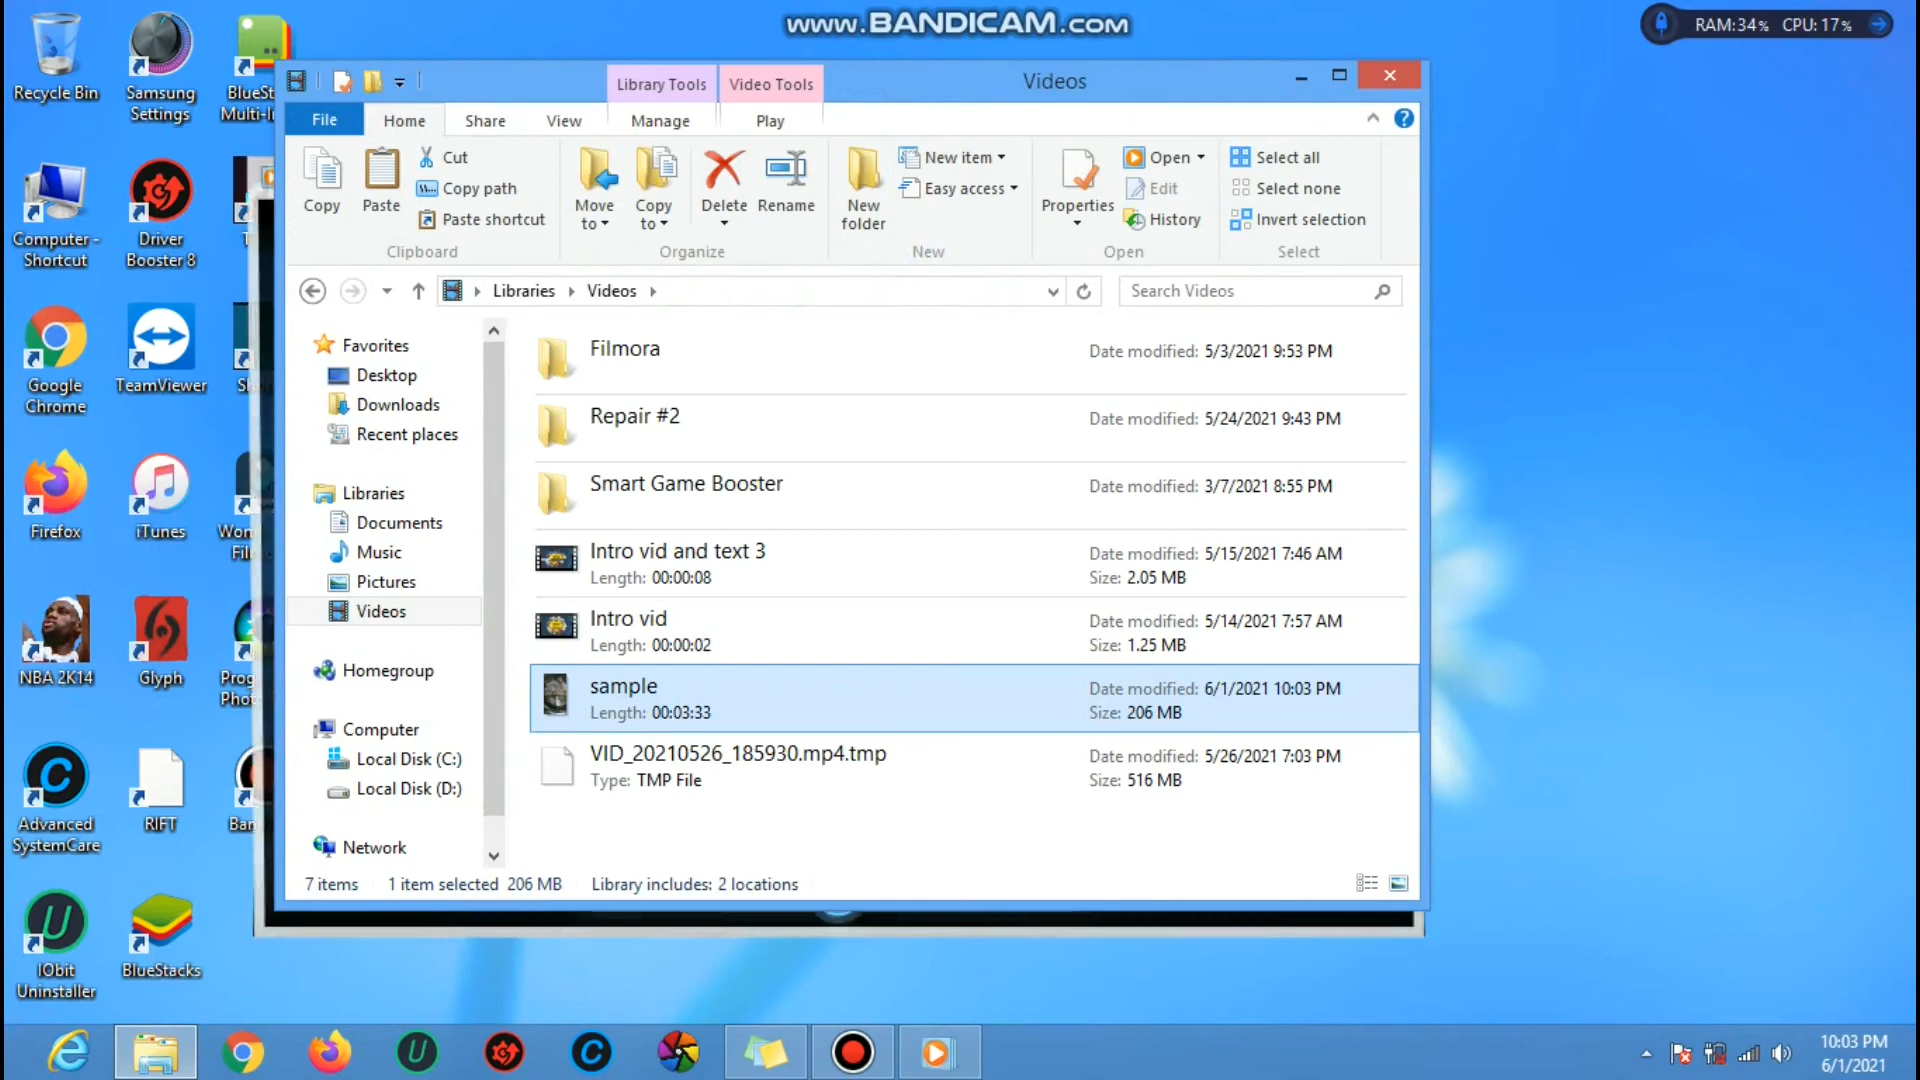 www.BANDICAM.com
RAM:34% CPU:17%
Recycle Bin
Samsung Settings
BlueSt
Multi-I
Computer - Shortcut
Driver Booster 8
Google Chrome
TeamViewer
Firefox
iTunes
Won
Fil
NBA 2K14
Glyph
Prog
Phot
Advanced SystemCare
RIFT
Ban
IObit Uninstaller
BlueStacks
Library Tools
Video Tools
Videos
File
Home
Share
View
Manage
Play
Copy
Paste
Cut
Copy path
Paste shortcut
Clipboard
Move to
Copy to
Delete
Rename
Organize
New folder
New item
Easy access
New
Properties
Open
Edit
History
Open
Select all
Select none
Invert selection
Select
Libraries
Videos
Search Videos
Favorites
Desktop
Downloads
Recent places
Libraries
Documents
Music
Pictures
Videos
Homegroup
Computer
Local Disk (C:)
Local Disk (D:)
Network
Filmora
Date modified: 5/3/2021 9:53 PM
Repair #2
Date modified: 5/24/2021 9:43 PM
Smart Game Booster
Date modified: 3/7/2021 8:55 PM
Intro vid and text 3
Date modified: 5/15/2021 7:46 AM
Length: 00:00:08
Size: 2.05 MB
Intro vid
Date modified: 5/14/2021 7:57 AM
Length: 00:00:02
Size: 1.25 MB
sample
Date modified: 6/1/2021 10:03 PM
Length: 00:03:33
Size: 206 MB
VID_20210526_185930.mp4.tmp
Date modified: 5/26/2021 7:03 PM
Type: TMP File
Size: 516 MB
7 items
1 item selected 206 MB
Library includes: 2 locations
10:03 PM
6/1/2021